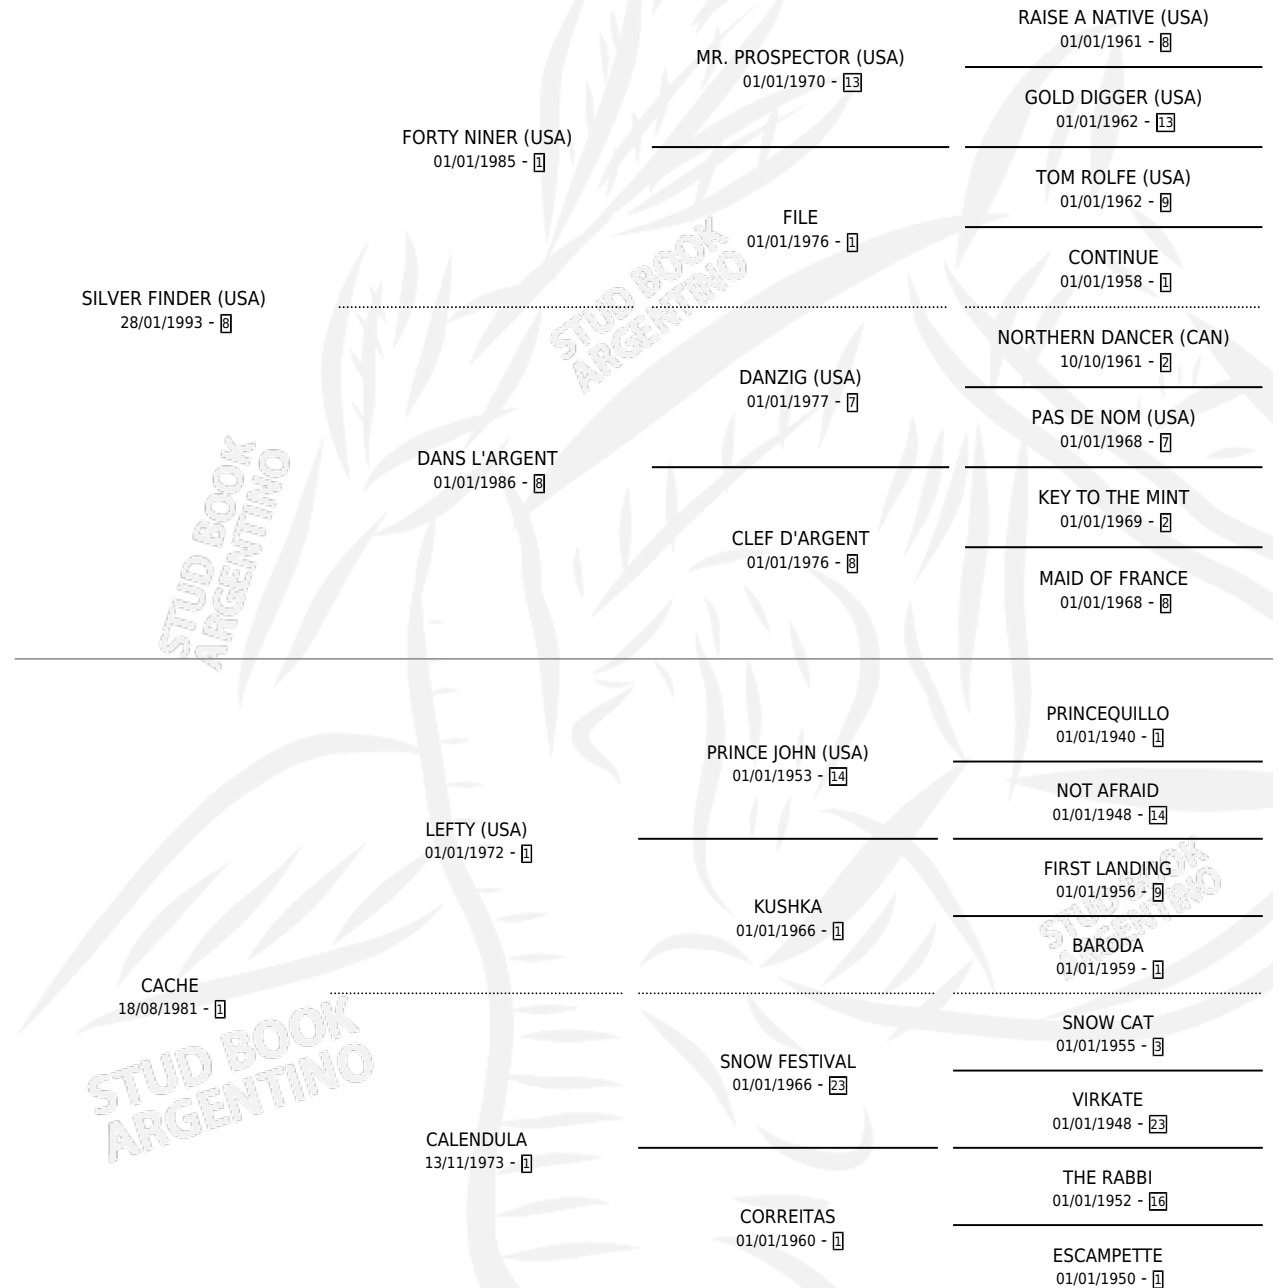 RAISE A NATIVE (USA)
01/01/1961 - 8
MR. PROSPECTOR (USA)
01/01/1970 - 13
GOLD DIGGER (USA)
01/01/1962 - 13
FORTY NINER (USA)
01/01/1985 - 1
TOM ROLFE (USA)
01/01/1962 - 9
FILE
01/01/1976 - 1
CONTINUE
01/01/1958 - 1
SILVER FINDER (USA)
28/01/1993 - 8
NORTHERN DANCER (CAN)
10/10/1961 - 2
DANZIG (USA)
01/01/1977 - 7
PAS DE NOM (USA)
01/01/1968 - 7
DANS L'ARGENT
01/01/1986 - 8
KEY TO THE MINT
01/01/1969 - 2
CLEF D'ARGENT
01/01/1976 - 8
MAID OF FRANCE
01/01/1968 - 8
PRINCEQUILLO
01/01/1940 - 1
PRINCE JOHN (USA)
01/01/1953 - 14
NOT AFRAID
01/01/1948 - 14
LEFTY (USA)
01/01/1972 - 1
FIRST LANDING
01/01/1956 - 9
KUSHKA
01/01/1966 - 1
BARODA
01/01/1959 - 1
CACHE
18/08/1981 - 1
SNOW CAT
01/01/1955 - 3
SNOW FESTIVAL
01/01/1966 - 23
VIRKATE
01/01/1948 - 23
CALENDULA
13/11/1973 - 1
THE RABBI
01/01/1952 - 16
CORREITAS
01/01/1960 - 1
ESCAMPETTE
01/01/1950 - 1
STUD BOOK
ARGENTINO
STUD BOOK
ARGENTINO
STUD BOOK
ARGENTINO
STUD BOOK
ARGENTINO